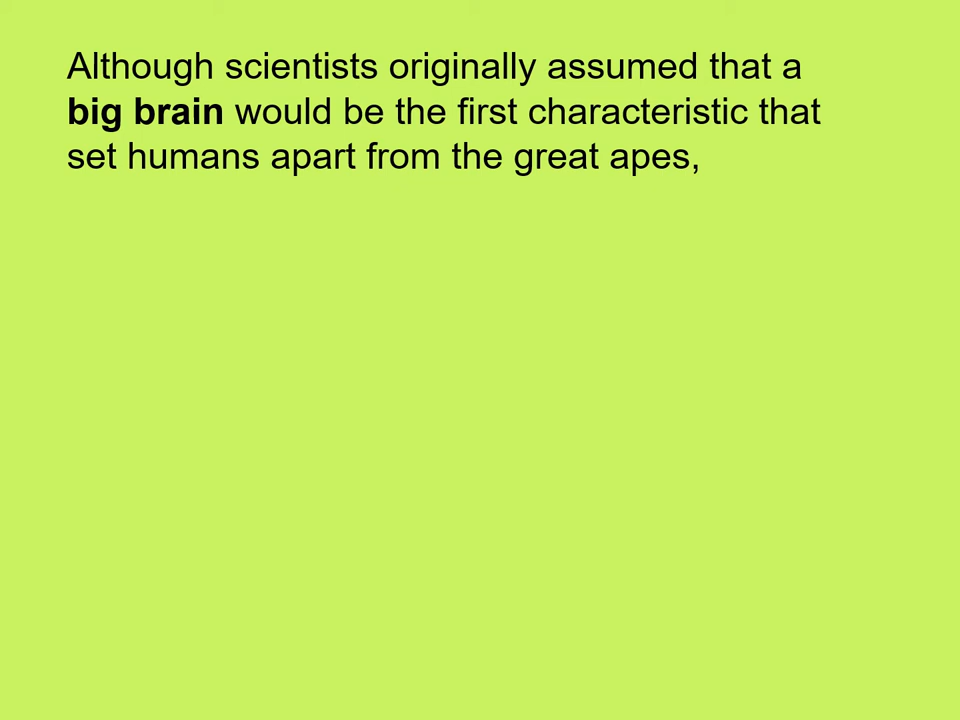 Although scientists originally assumed that a
big brain would be the first characteristic that
set humans apart from the great apes,